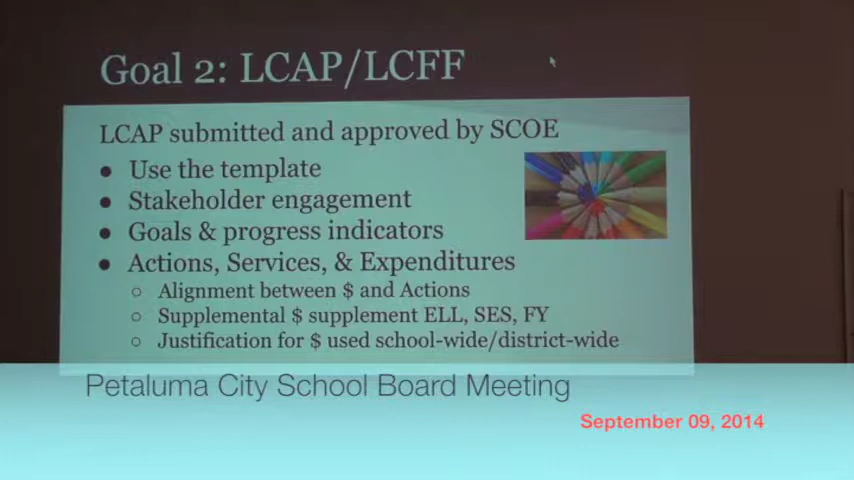 Goal 2: LCAP/LCFF
LCAP submitted and approved by SCOE
● Use the template
● Stakeholder engagement
● Goals & progress indicators
● Actions, Services, & Expenditures
○ Alignment between $ and Actions
○ Supplemental $ supplement ELL, SES, FY
○ Justification for $ used school-wide/district-wide
Petaluma City School Board Meeting
September 09, 2014